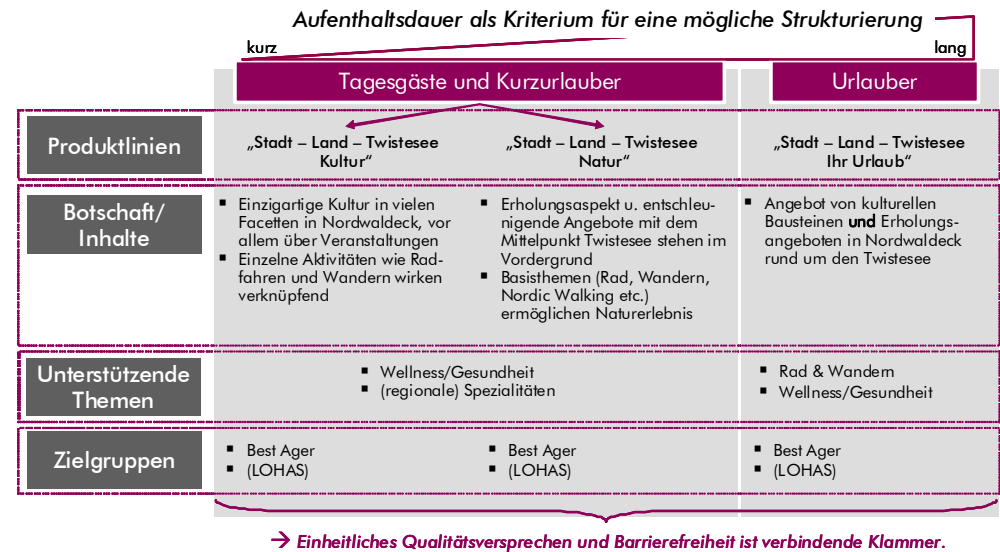 Aufenthaltsdauer als Kriterium für eine mögliche Strukturierung
kurz
lang
Tagesgäste und Kurzurlauber
Urlauber
Produktlinien
„Stadt – Land – Twistesee
Kultur“
„Stadt – Land – Twistesee
Natur“
„Stadt – Land – Twistesee
Ihr Urlaub“
Botschaft/
Inhalte
▪ Einzigartige Kultur in vielen
Facetten in Nordwaldeck, vor
allem über Veranstaltungen
▪ Einzelne Aktivitäten wie Rad-
fahren und Wandern wirken
verknüpfend
▪ Erholungsaspekt u. entschleu-
nigende Angebote mit dem
Mittelpunkt Twistesee stehen im
Vordergrund
▪ Basisthemen (Rad, Wandern,
Nordic Walking etc.)
ermöglichen Naturerlebnis
▪ Angebot von kulturellen
Bausteinen und Erholungs-
angeboten in Nordwaldeck
rund um den Twistesee
Unterstützende
Themen
▪ Wellness/Gesundheit
▪ (regionale) Spezialitäten
▪ Rad & Wandern
▪ Wellness/Gesundheit
Zielgruppen
▪ Best Ager
▪ (LOHAS)
▪ Best Ager
▪ (LOHAS)
▪ Best Ager
▪ (LOHAS)
→ Einheitliches Qualitätsversprechen und Barrierefreiheit ist verbindende Klammer.